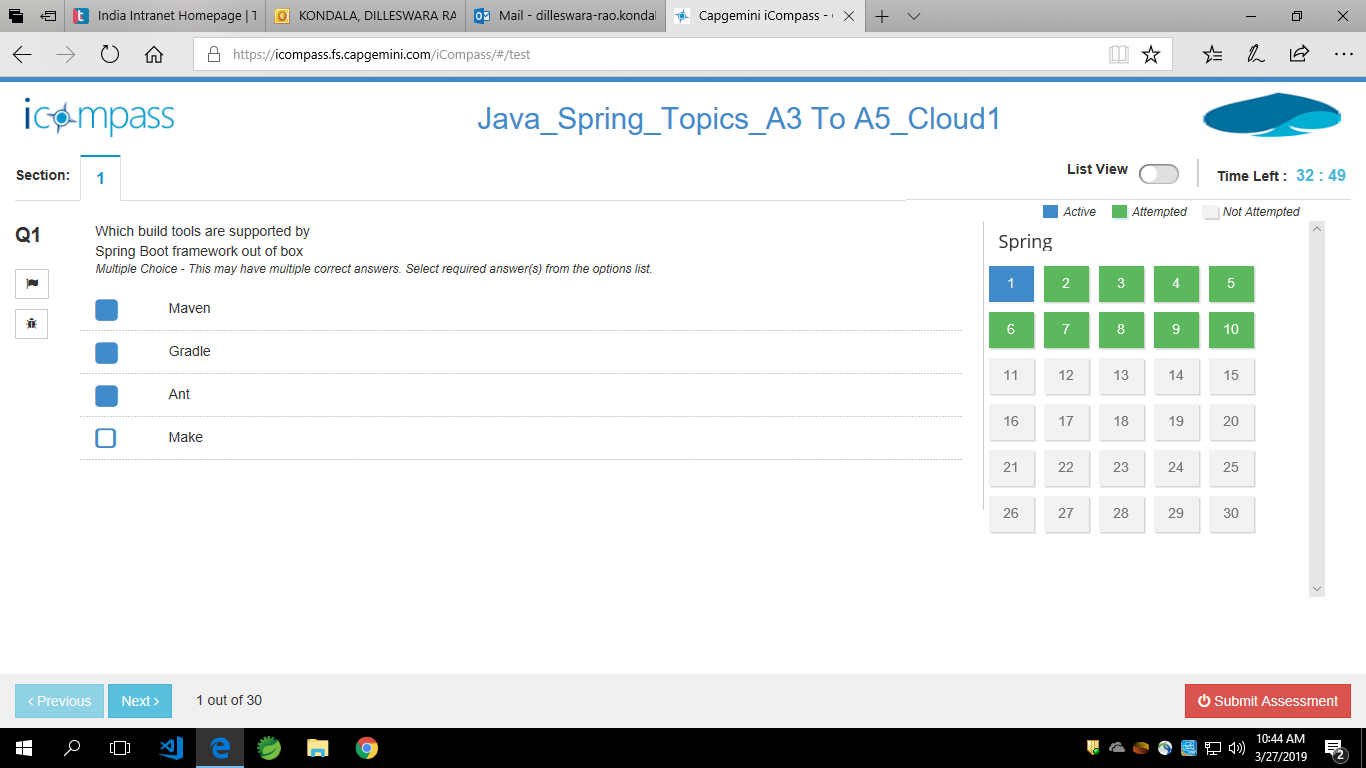 India Intranet Homepage | T
KONDALA, DILLESWARA RA
Mail - dilleswara-rao.kondal
Capgemini iCompass -
https://icompass.fs.capgemini.com/iCompass/#/test
icompass
Java_Spring_Topics_A3 To A5_Cloud1
Section:
1
List View
Time Left : 32 : 49
Active Attempted Not Attempted
Q1
Which build tools are supported by
Spring Boot framework out of box
Multiple Choice - This may have multiple correct answers. Select required answer(s) from the options list.
Maven
Gradle
Ant
Make
Spring
1 2 3 4 5
6 7 8 9 10
11 12 13 14 15
16 17 18 19 20
21 22 23 24 25
26 27 28 29 30
‹ Previous
Next ›
1 out of 30
Submit Assessment
10:44 AM
3/27/2019
2